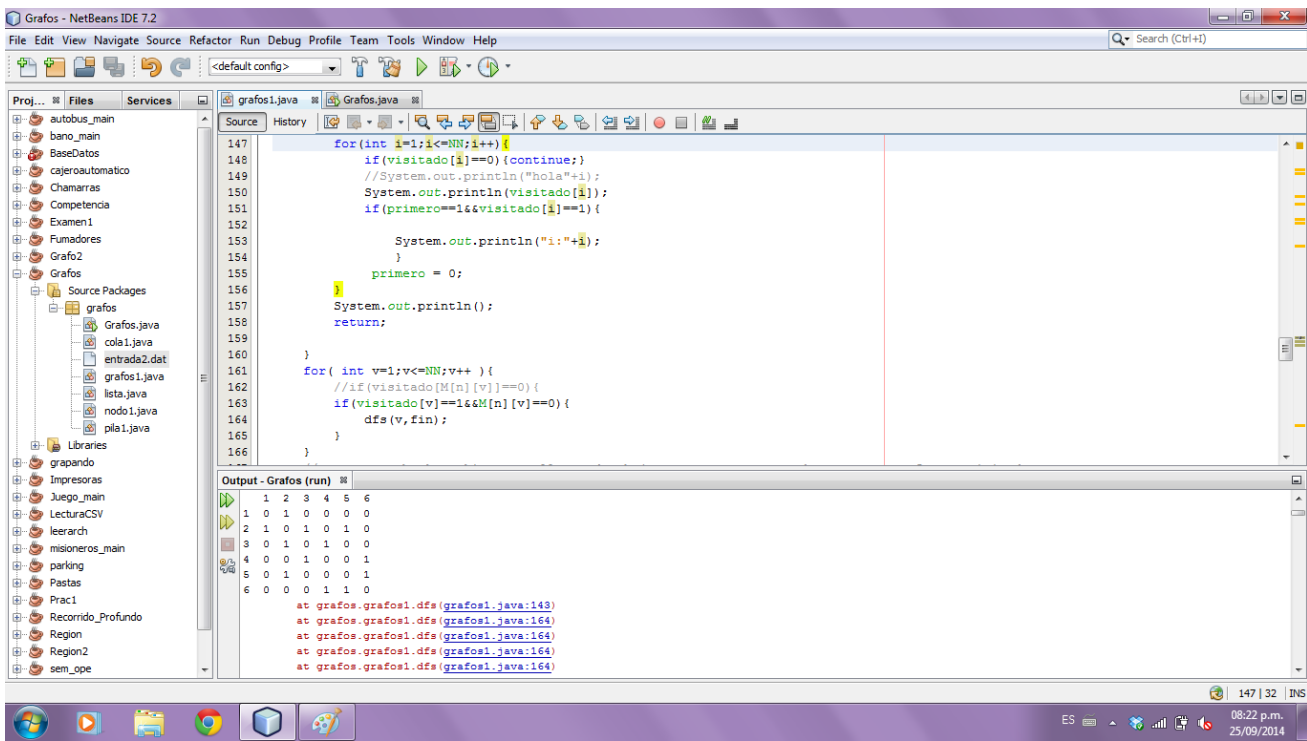 Grafos - NetBeans IDE 7.2
File Edit View Navigate Source Refactor Run Debug Profile Team Tools Window Help
Search (Ctrl+I)
<default config>
Proj... Files Services
grafos1.java Grafos.java
Source History
autobus_main
bano_main
BaseDatos
cajeroautomatico
Chamarras
Competencia
Examen1
Fumadores
Grafo2
Grafos
Source Packages
grafos
Grafos.java
cola1.java
entrada2.dat
grafos1.java
lista.java
nodo1.java
pila1.java
Libraries
grapando
Impresoras
Juego_main
LecturaCSV
leerarch
misioneros_main
parking
Pastas
Prac1
Recorrido_Profundo
Region
Region2
sem_ope
147 for(int i=1;i<=NN;i++){
148 if(visitado[i]==0){continue;}
149 //System.out.println("hola"+i);
150 System.out.println(visitado[i]);
151 if(primero==1&&visitado[i]==1){
152
153 System.out.println("i:"+i);
154 }
155 primero = 0;
156 }
157 System.out.println();
158 return;
159
160 }
161 for( int v=1;v<=NN;v++ ){
162 //if(visitado[M[n][v]]==0){
163 if(visitado[v]==1&&M[n][v]==0){
164 dfs(v,fin);
165 }
166 }
Output - Grafos (run)
1 2 3 4 5 6
1 0 1 0 0 0 0
2 1 0 1 0 1 0
3 0 1 0 1 0 0
4 0 0 1 0 0 1
5 0 1 0 0 0 1
6 0 0 0 1 1 0
at grafos.grafos1.dfs(grafos1.java:143)
at grafos.grafos1.dfs(grafos1.java:164)
at grafos.grafos1.dfs(grafos1.java:164)
at grafos.grafos1.dfs(grafos1.java:164)
at grafos.grafos1.dfs(grafos1.java:164)
147 | 32 INS
ES
08:22 p.m.
25/09/2014